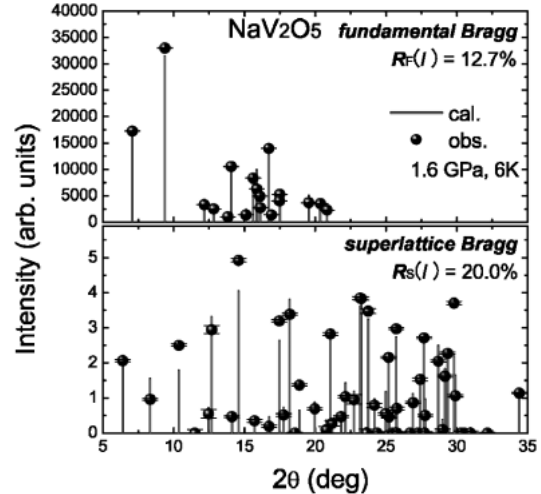 NaV2O5 fundamental Bragg
RF(I) = 12.7%
cal.
obs.
1.6 GPa, 6K
40000
35000
30000
25000
20000
15000
10000
5000
0
superlattice Bragg
RS(I) = 20.0%
5
4
3
2
1
0
5 10 15 20 25 30 35
Intensity (arb. units)
2θ (deg)